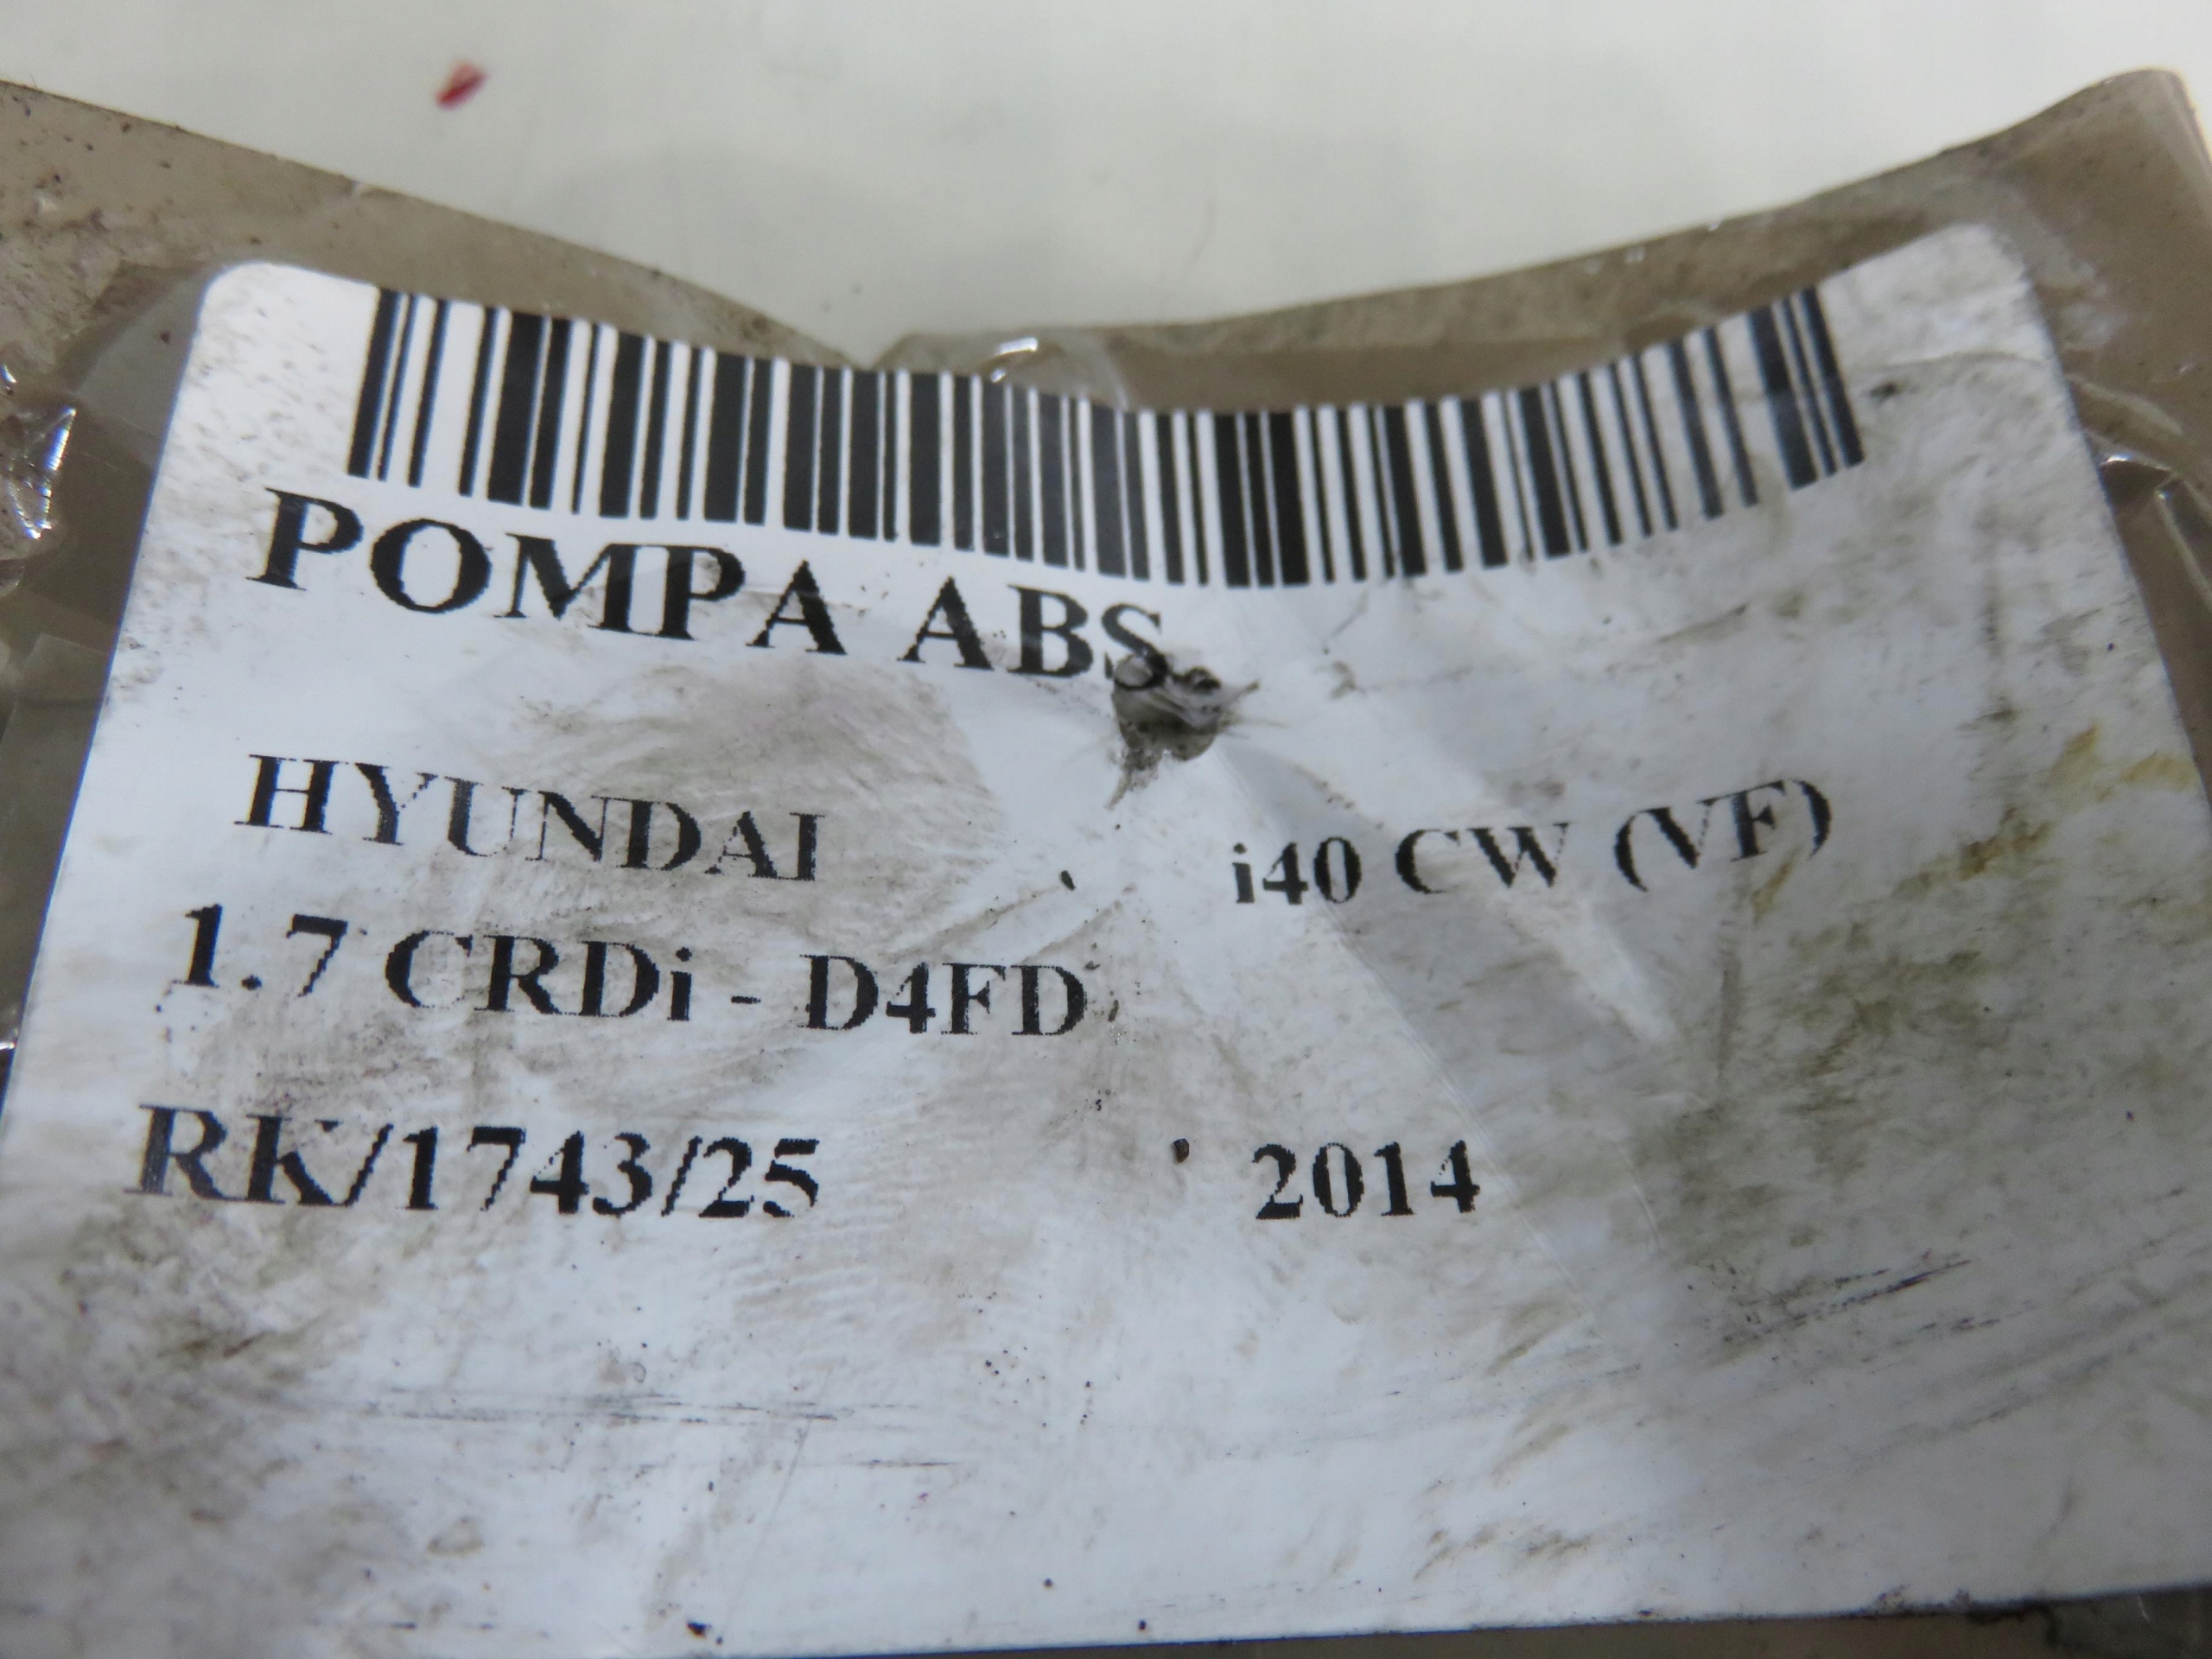 POMPA ABS
HYUNDAI i40 CW (VF)
1.7 CRDi - D4FD
RK/1743/25 2014